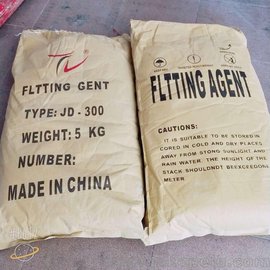 FLTTING GENT
TYPE: JD-300
WEIGHT: 5 KG
NUMBER:
MADE IN CHINA
FLTTING AGENT
CAUTIONS:
IT IS SUITABLE TO BE STORED IN
CORED IN COLD AND DRY PLACES
AWAY FROM STONG SUNLIGHT AND
RAIN WATER. THE HEIGHT OF THE
STACK SHOULDNT BEEXCEEDONE
METER